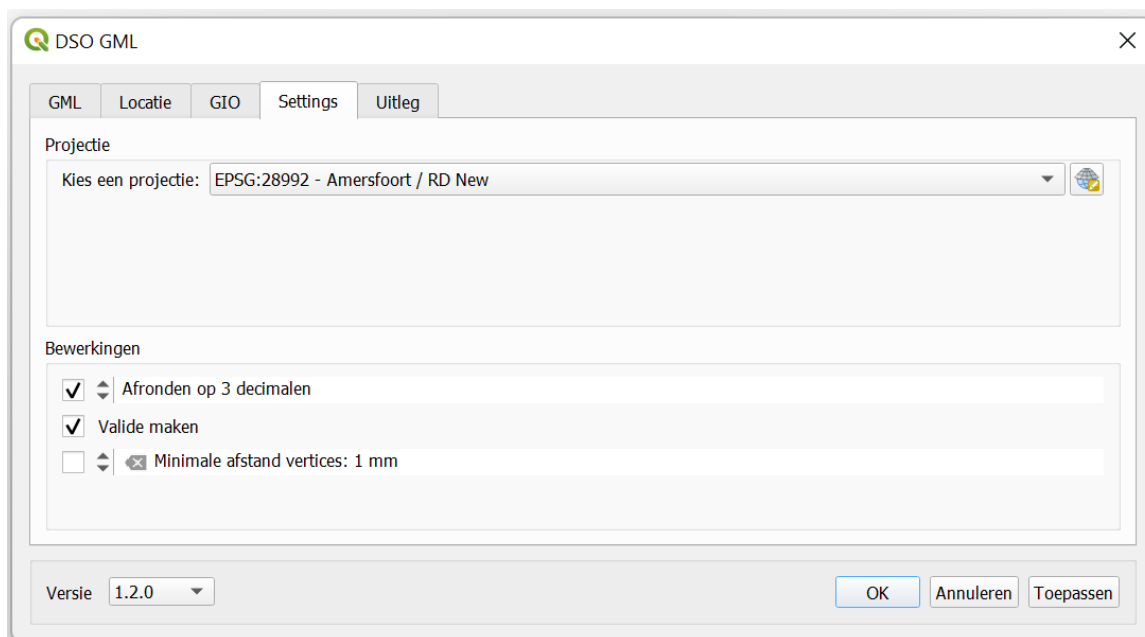 DSO GML
GML Locatie GIO Settings Uitleg
Projectie
Kies een projectie: EPSG:28992 - Amersfoort / RD New
Bewerkingen
Afronden op 3 decimalen
Valide maken
Minimale afstand vertices: 1 mm
Versie 1.2.0 OK Annuleren Toepassen